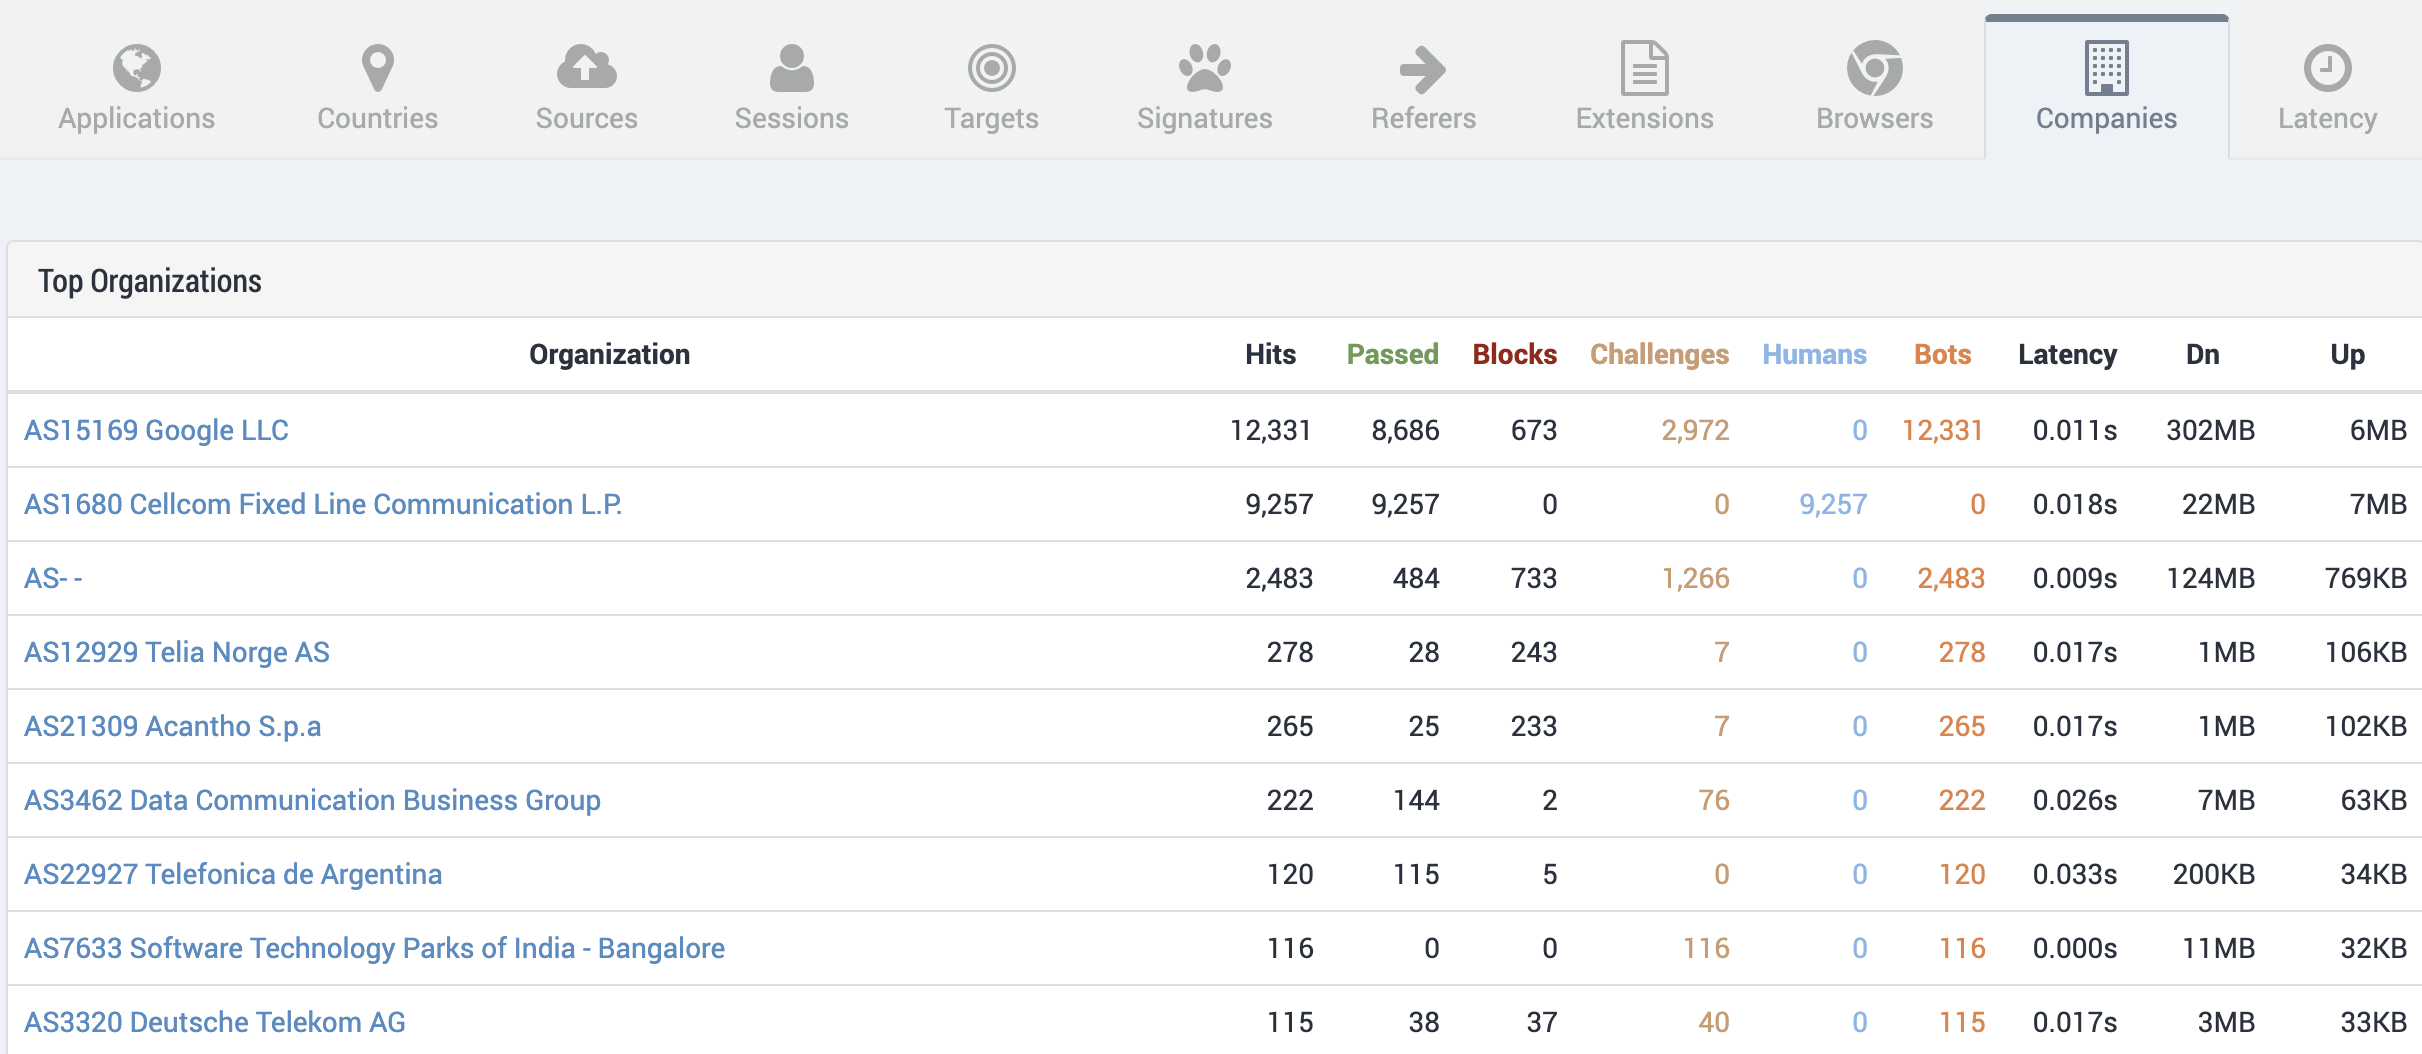 Applications Countries Sources Sessions Targets Signatures Referers Extensions Browsers Companies Latency
Top Organizations
Organization Hits Passed Blocks Challenges Humans Bots Latency Dn Up
AS15169 Google LLC 12,331 8,686 673 2,972 0 12,331 0.011s 302MB 6MB
AS1680 Cellcom Fixed Line Communication L.P. 9,257 9,257 0 0 9,257 0 0.018s 22MB 7MB
AS- - 2,483 484 733 1,266 0 2,483 0.009s 124MB 769KB
AS12929 Telia Norge AS 278 28 243 7 0 278 0.017s 1MB 106KB
AS21309 Acantho S.p.a 265 25 233 7 0 265 0.017s 1MB 102KB
AS3462 Data Communication Business Group 222 144 2 76 0 222 0.026s 7MB 63KB
AS22927 Telefonica de Argentina 120 115 5 0 0 120 0.033s 200KB 34KB
AS7633 Software Technology Parks of India - Bangalore 116 0 0 116 0 116 0.000s 11MB 32KB
AS3320 Deutsche Telekom AG 115 38 37 40 0 115 0.017s 3MB 33KB